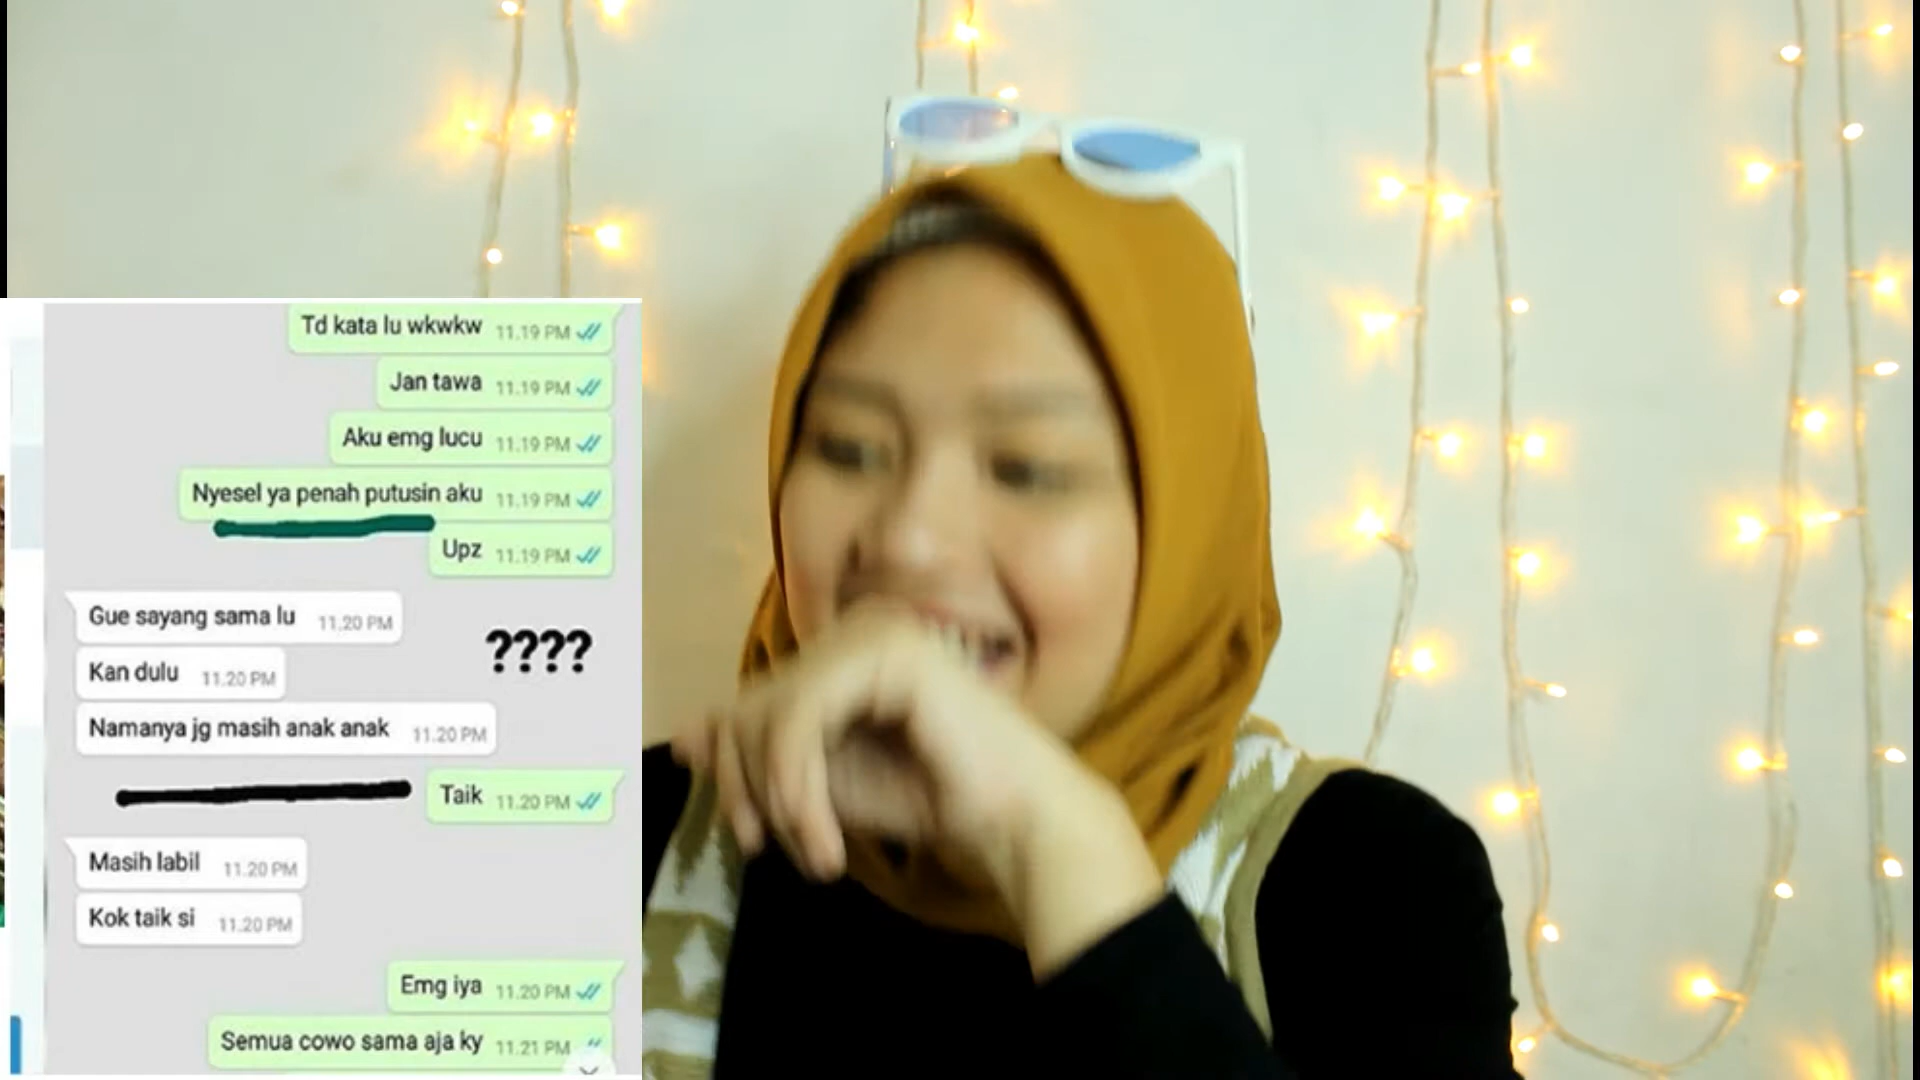 Td kata lu wkwkw 11.19 PM
Jan tawa 11.19 PM
Aku emg lucu 11.19 PM
Nyesel ya penah putusin aku 11.19 PM
Upz 11.19 PM
Gue sayang sama lu 11.20 PM
????
Kan dulu 11.20 PM
Namanya jg masih anak anak 11.20 PM
Taik 11.20 PM
Masih labil 11.20 PM
Kok taik si 11.20 PM
Emg iya 11.20 PM
Semua cowo sama aja ky 11.21 PM